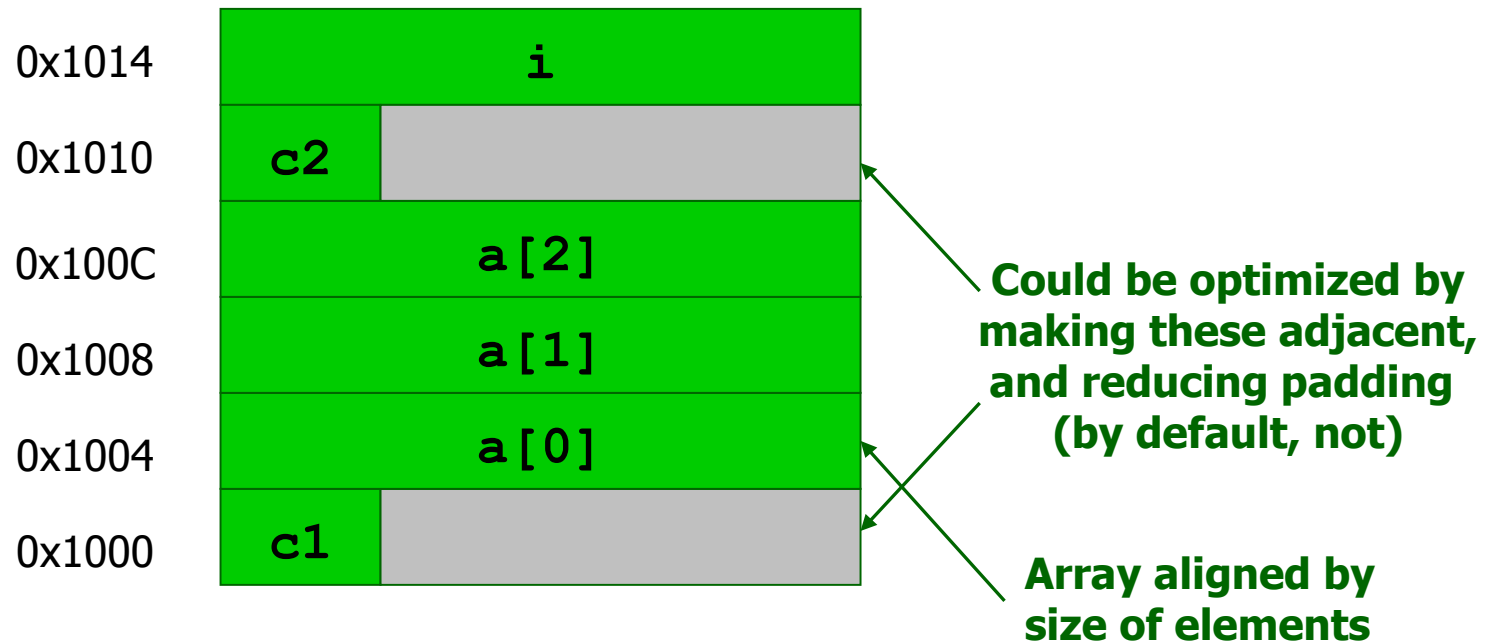 0x1014
i
0x1010
c2
0x100C
a[2]
0x1008
a[1]
0x1004
a[0]
0x1000
c1
Could be optimized by
making these adjacent,
and reducing padding
(by default, not)
Array aligned by
size of elements